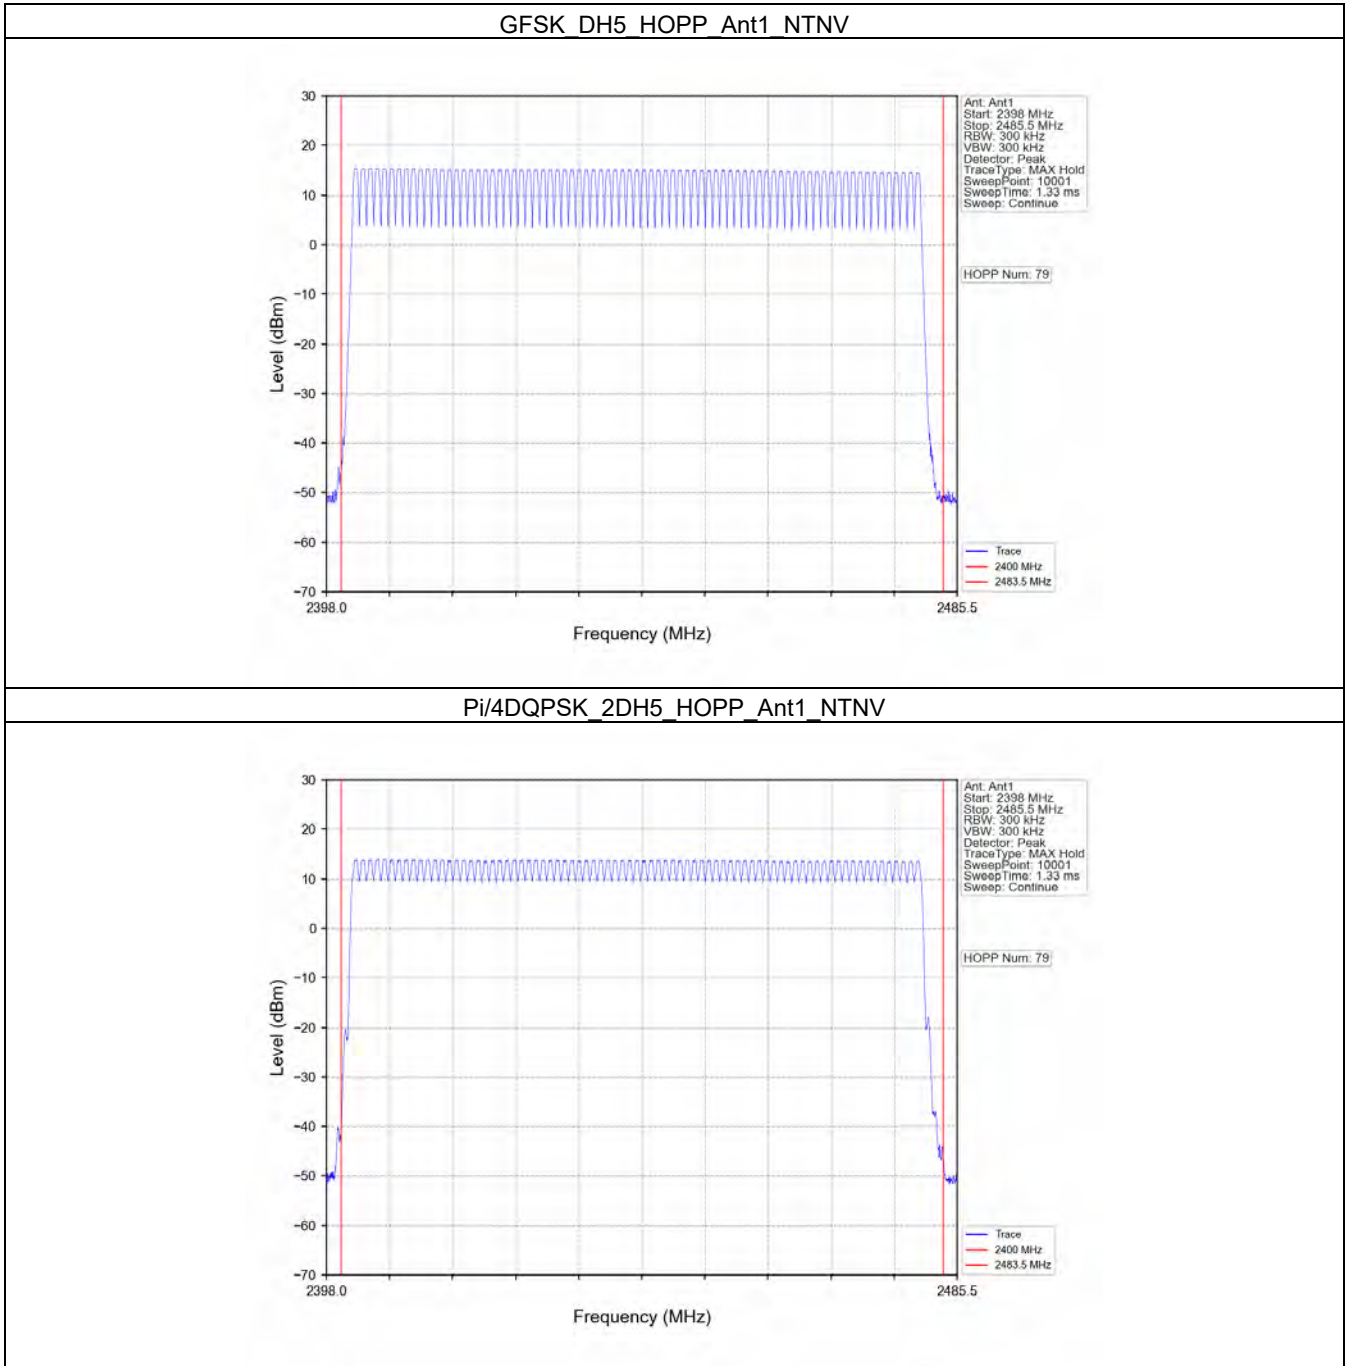 GFSK_DH5_HOPP_Ant1_NTNV
30
20
10
0
−10
−20
−30
−40
−50
−60
−70
Level (dBm)
2398.0
2485.5
Frequency (MHz)
Ant: Ant1
Start: 2398 MHz
Stop: 2485.5 MHz
RBW: 300 kHz
VBW: 300 kHz
Detector: Peak
TraceType: MAX Hold
SweepPoint: 10001
SweepTime: 1.33 ms
Sweep: Continue
HOPP Num: 79
Trace
2400 MHz
2483.5 MHz
Pi/4DQPSK_2DH5_HOPP_Ant1_NTNV
30
20
10
0
−10
−20
−30
−40
−50
−60
−70
Level (dBm)
2398.0
2485.5
Frequency (MHz)
Ant: Ant1
Start: 2398 MHz
Stop: 2485.5 MHz
RBW: 300 kHz
VBW: 300 kHz
Detector: Peak
TraceType: MAX Hold
SweepPoint: 10001
SweepTime: 1.33 ms
Sweep: Continue
HOPP Num: 79
Trace
2400 MHz
2483.5 MHz